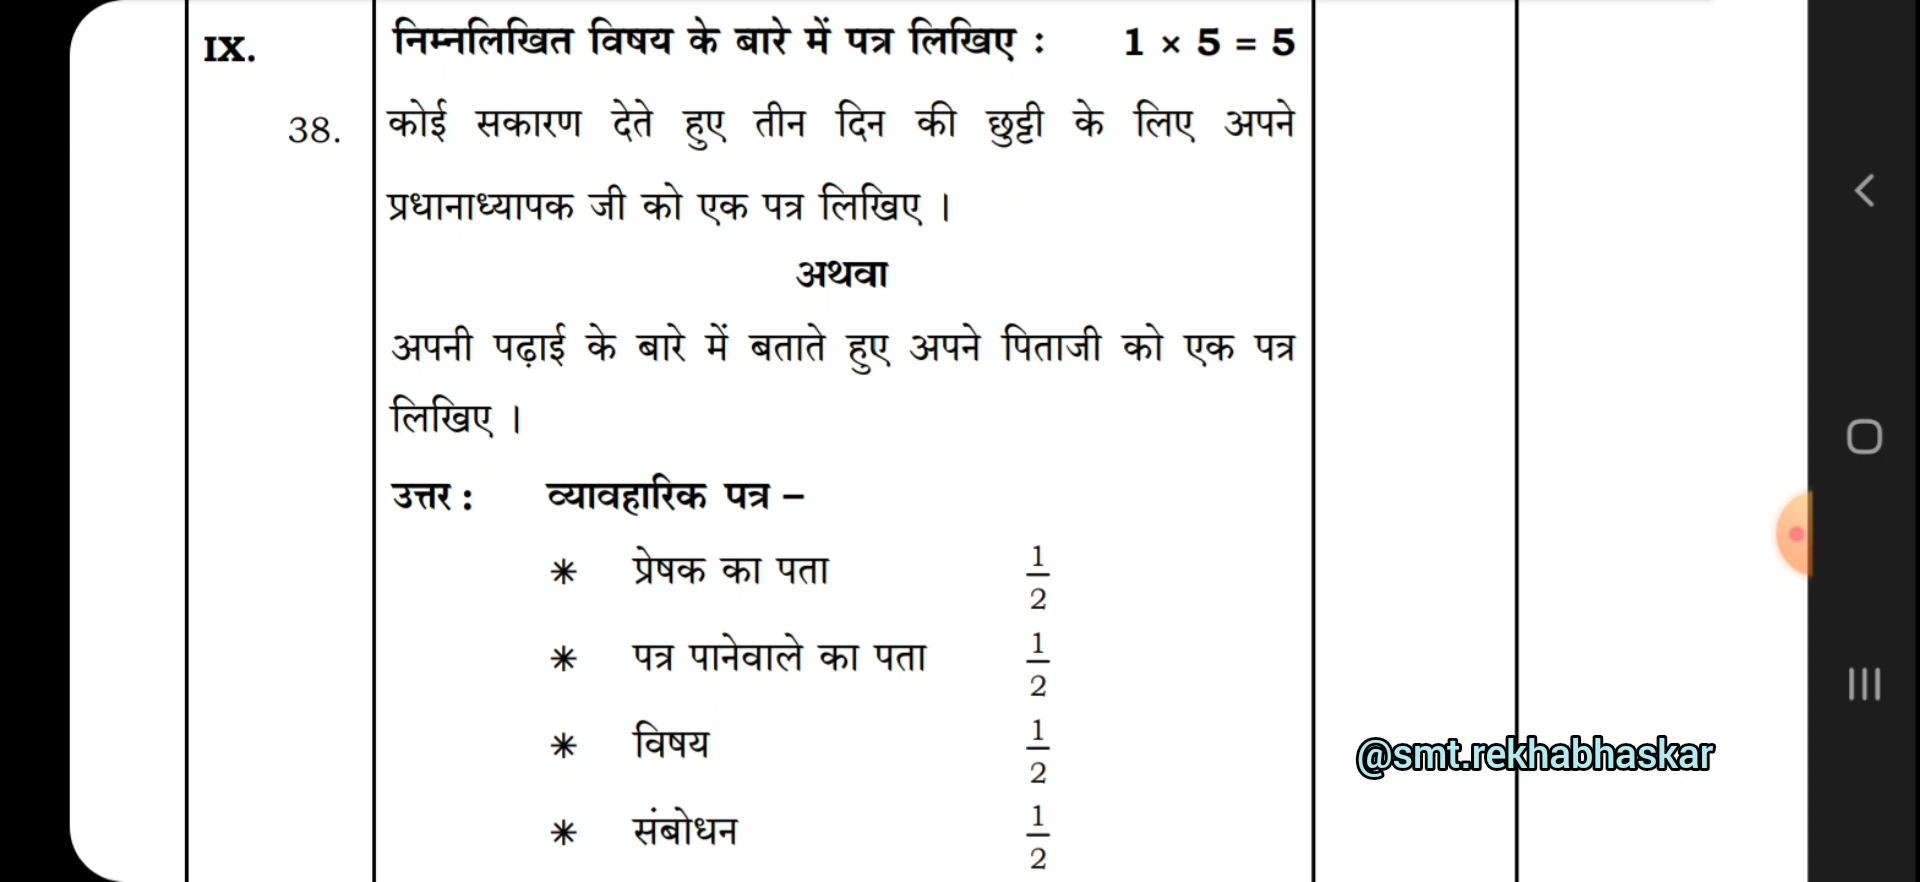 IX. निम्नलिखित विषय के बारे में पत्र लिखिए : 1 × 5 = 5
38. कोई सकारण देते हुए तीन दिन की छुट्टी के लिए अपने
प्रधानाध्यापक जी को एक पत्र लिखिए ।
अथवा
अपनी पढ़ाई के बारे में बताते हुए अपने पिताजी को एक पत्र
लिखिए ।
उत्तर : व्यावहारिक पत्र –
* प्रेषक का पता 1/2
* पत्र पानेवाले का पता 1/2
* विषय 1/2
* संबोधन 1/2
@smt.rekhabhaskar